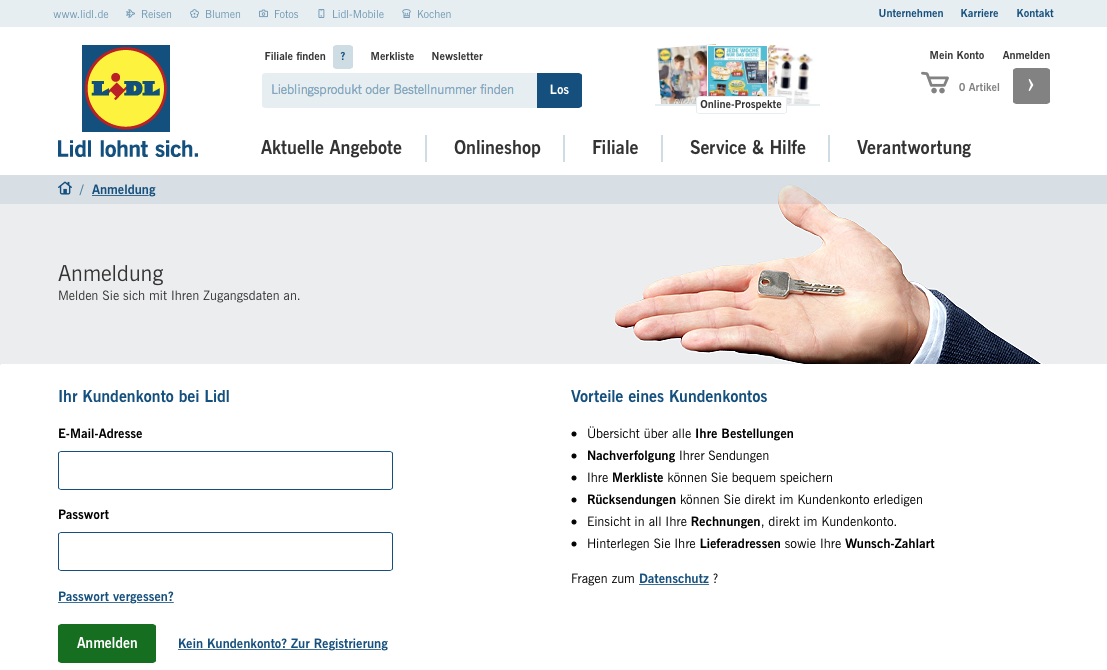 www.lidl.de Reisen Blumen Fotos Lidl-Mobile Kochen Unternehmen Karriere Kontakt
LIDL
Lidl lohnt sich.
Filiale finden ? Merkliste Newsletter
Lieblingsprodukt oder Bestellnummer finden Los
Online-Prospekte
Mein Konto Anmelden
0 Artikel
Aktuelle Angebote Onlineshop Filiale Service & Hilfe Verantwortung
/ Anmeldung
Anmeldung
Melden Sie sich mit Ihren Zugangsdaten an.
Ihr Kundenkonto bei Lidl
E-Mail-Adresse
Passwort
Passwort vergessen?
Anmelden Kein Kundenkonto? Zur Registrierung
Vorteile eines Kundenkontos
Übersicht über alle Ihre Bestellungen
Nachverfolgung Ihrer Sendungen
Ihre Merkliste können Sie bequem speichern
Rücksendungen können Sie direkt im Kundenkonto erledigen
Einsicht in all Ihre Rechnungen, direkt im Kundenkonto.
Hinterlegen Sie Ihre Lieferadressen sowie Ihre Wunsch-Zahlart
Fragen zum Datenschutz ?